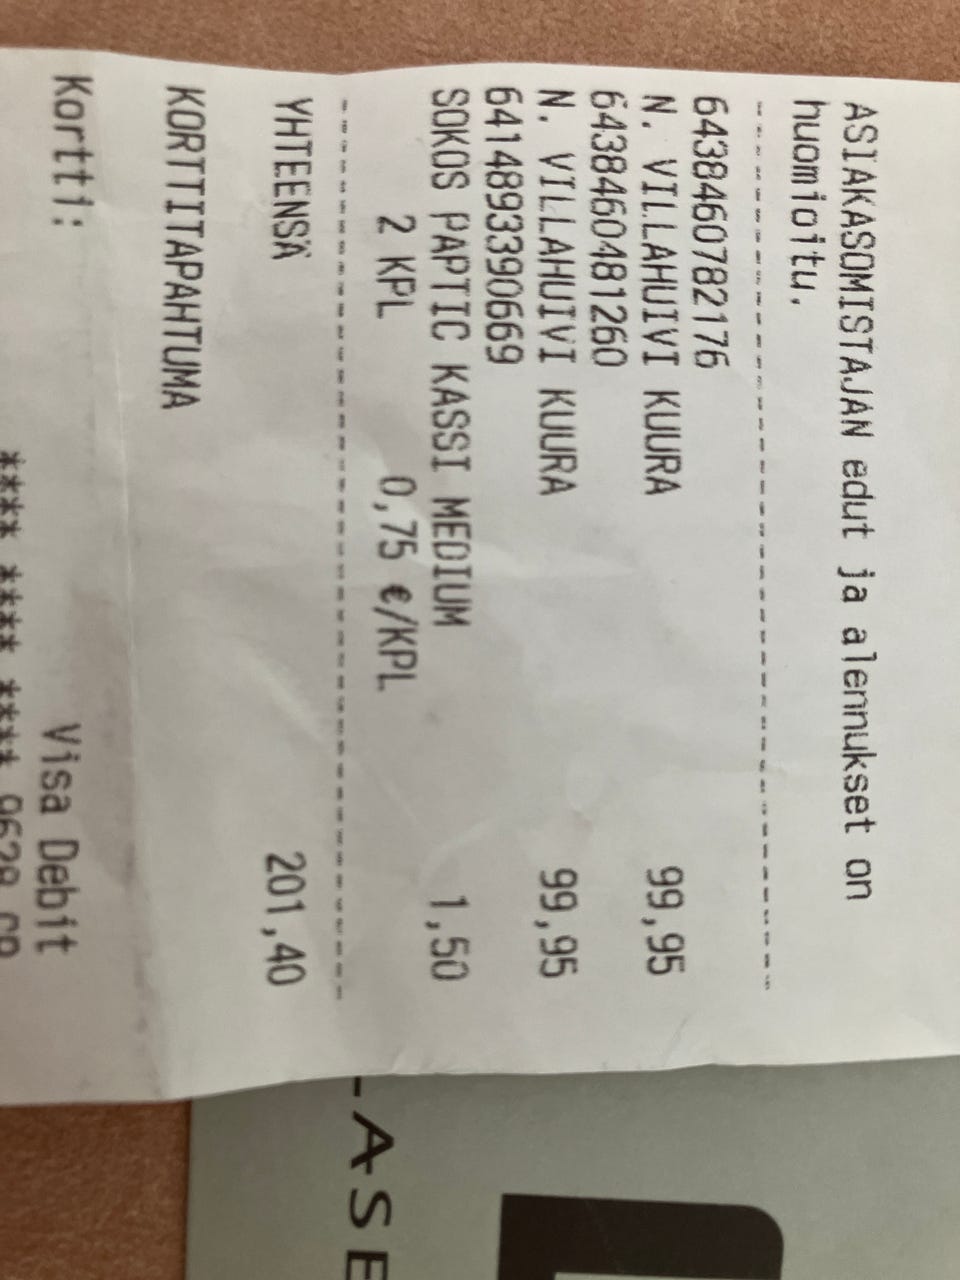 ASIAKASOMISTAJAN edut ja alennukset on
huomioitu.
6438460782176
N. VILLAHUIVI KUURA 99,95
6438460481260
N. VILLAHUIVI KUURA 99,95
6414893390669
SOKOS PAPTIC KASSI MEDIUM 1,50
2 KPL 0,75 €/KPL
YHTEENSÄ 201,40
KORTTITAPAHTUMA
Kortti: Visa Debit
**** **** ****
LASE